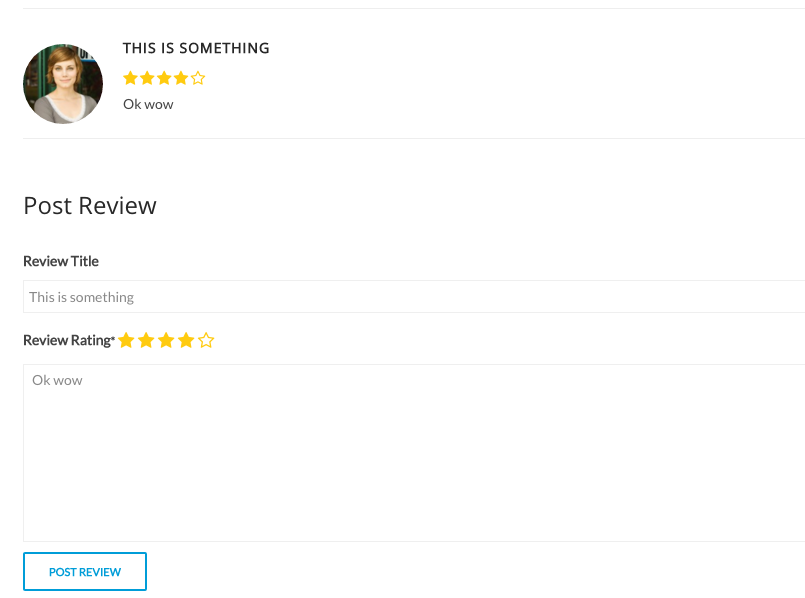 THIS IS SOMETHING
Ok wow
Post Review
Review Title
This is something
Review Rating*
Ok wow
POST REVIEW